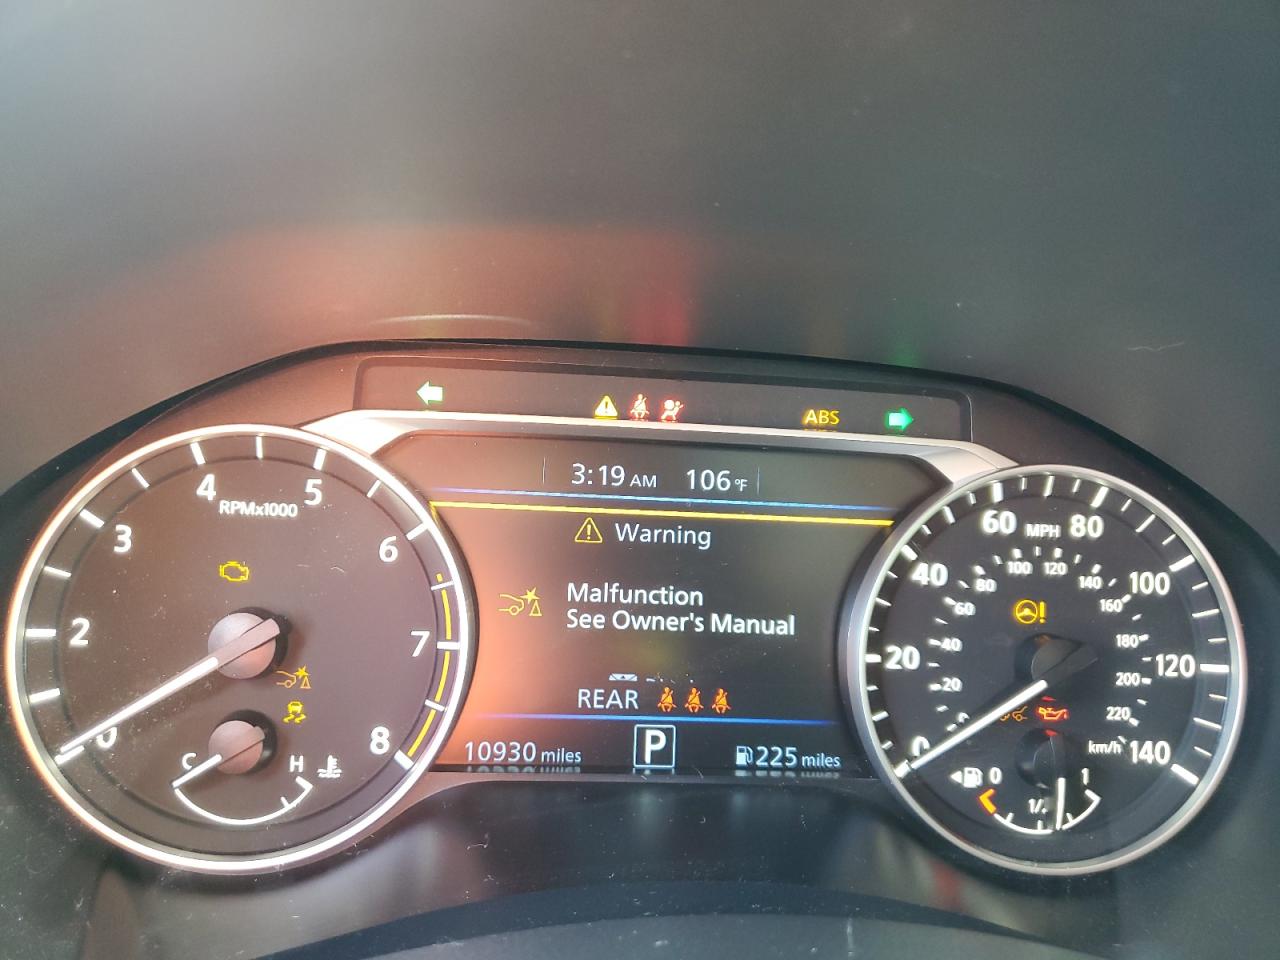 ABS
3:19 AM 106°F
Warning
Malfunction
See Owner's Manual
REAR
10930 miles P 225 miles
RPMx1000
0 2 3 4 5 6 7 8
C H
MPH
0 20 40 60 80 100 120 140
20 40 60 80 100 120 140 160 180 200 220
km/h
0 1/ 1